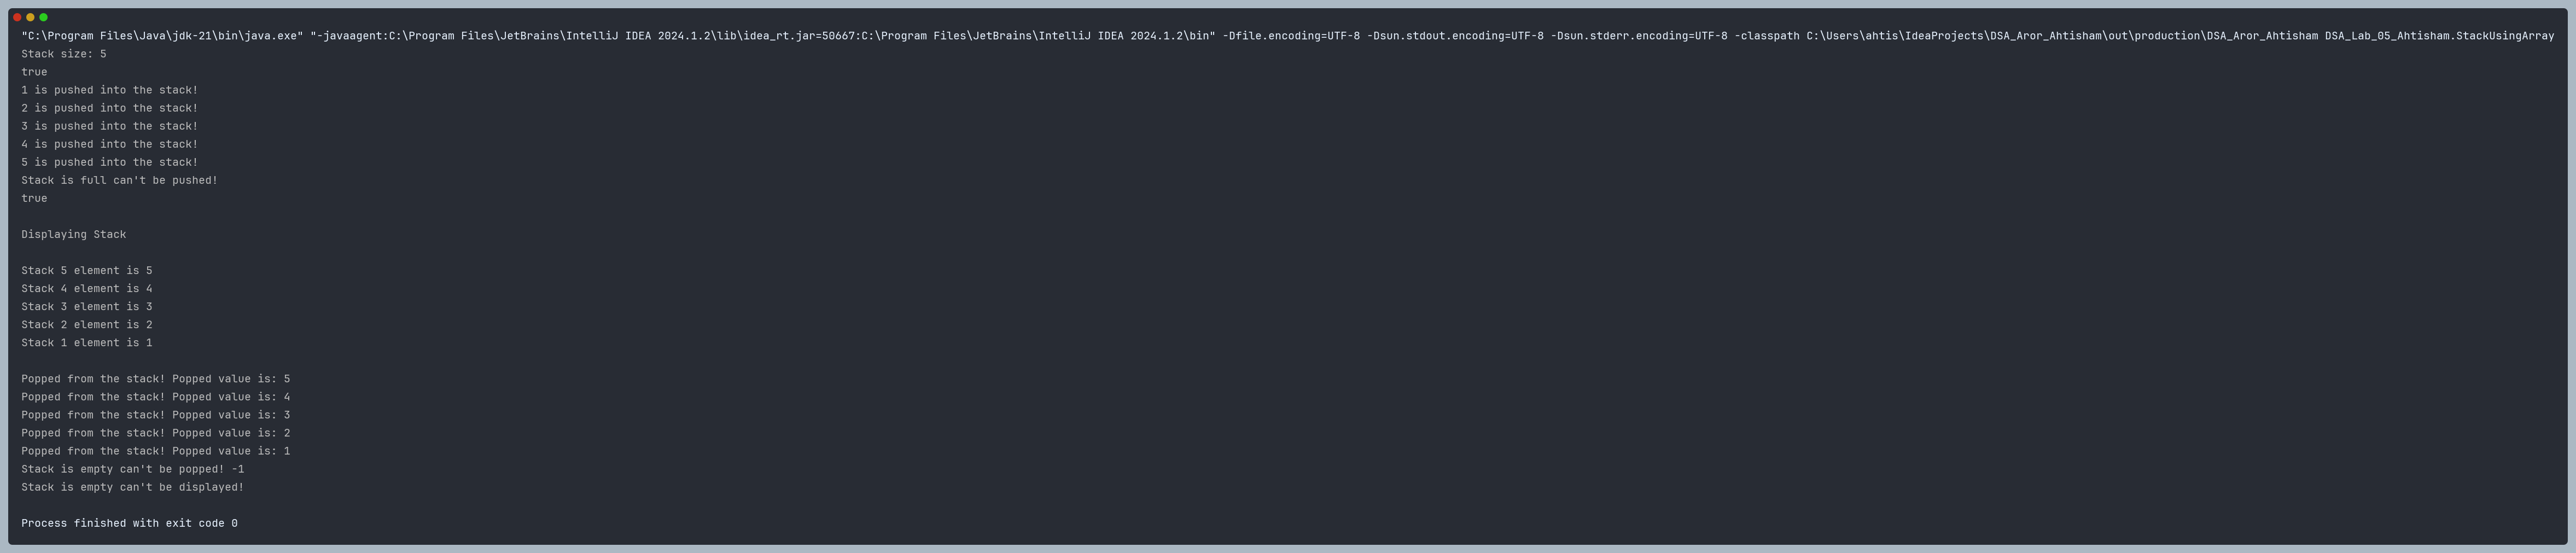 "C:\Program Files\Java\jdk-21\bin\java.exe" "-javaagent:C:\Program Files\JetBrains\IntelliJ IDEA 2024.1.2\lib\idea_rt.jar=50667:C:\Program Files\JetBrains\IntelliJ IDEA 2024.1.2\bin" -Dfile.encoding=UTF-8 -Dsun.stdout.encoding=UTF-8 -Dsun.stderr.encoding=UTF-8 -classpath C:\Users\ahtis\IdeaProjects\DSA_Aror_Ahtisham\out\production\DSA_Aror_Ahtisham DSA_Lab_05_Ahtisham.StackUsingArray
Stack size: 5
true
1 is pushed into the stack!
2 is pushed into the stack!
3 is pushed into the stack!
4 is pushed into the stack!
5 is pushed into the stack!
Stack is full can't be pushed!
true
Displaying Stack
Stack 5 element is 5
Stack 4 element is 4
Stack 3 element is 3
Stack 2 element is 2
Stack 1 element is 1
Popped from the stack! Popped value is: 5
Popped from the stack! Popped value is: 4
Popped from the stack! Popped value is: 3
Popped from the stack! Popped value is: 2
Popped from the stack! Popped value is: 1
Stack is empty can't be popped! -1
Stack is empty can't be displayed!
Process finished with exit code 0